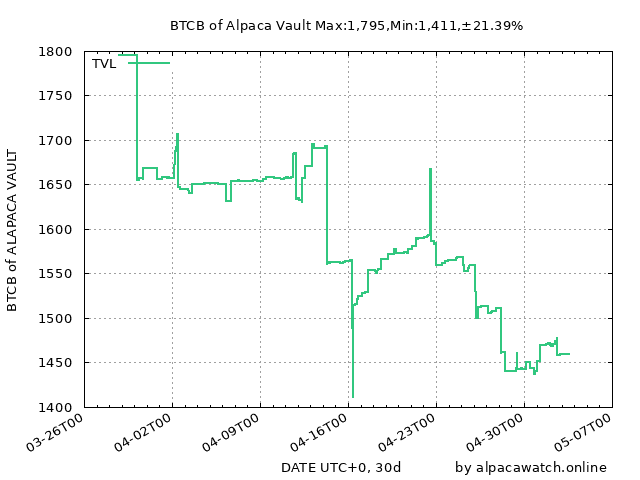 BTCB of Alpaca Vault Max:1,795,Min:1,411,±21.39%
1800
TVL
1750
1700
1650
1600
1550
1500
1450
1400
BTCB of ALAPACA VAULT
03-26T00
04-02T00
04-09T00
04-16T00
04-23T00
04-30T00
05-07T00
DATE UTC+0, 30d
by alpacawatch.online